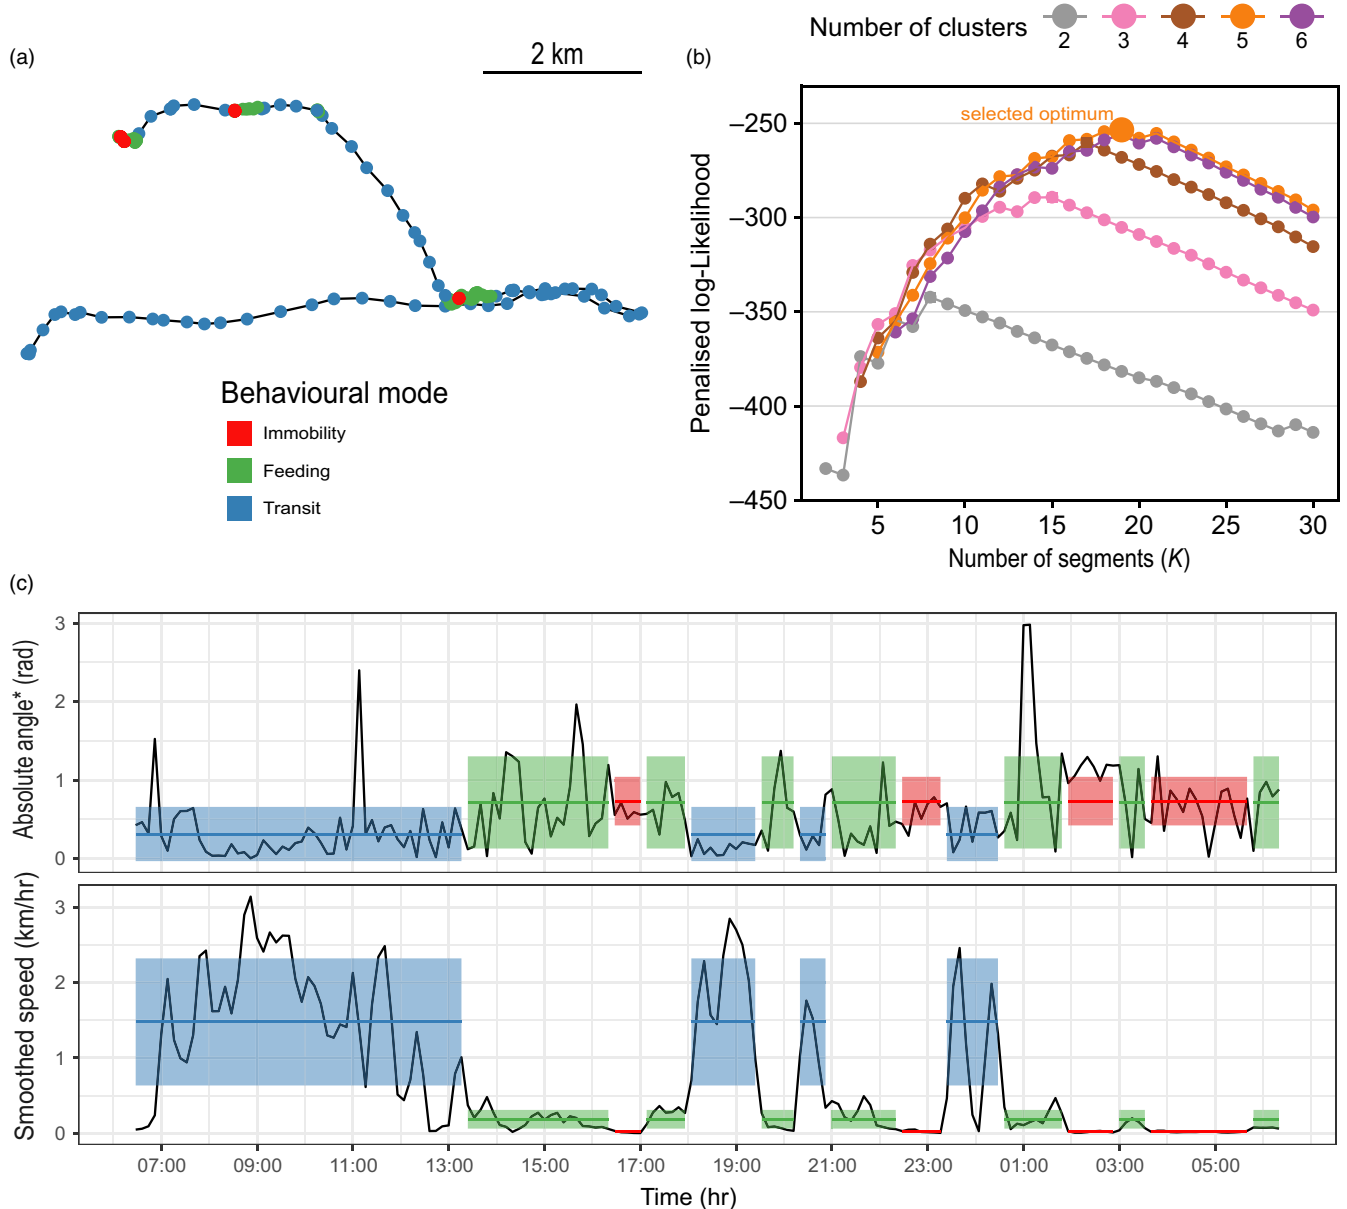 (a)
2 km
Behavioural mode
Immobility
Feeding
Transit
(b)
Number of clusters
2 3 4 5 6
selected optimum
Penalised log-Likelihood
−250
−300
−350
−400
−450
5 10 15 20 25 30
Number of segments (K)
(c)
Absolute angle* (rad)
3
2
1
0
Smoothed speed (km/hr)
3
2
1
0
07:00 09:00 11:00 13:00 15:00 17:00 19:00 21:00 23:00 01:00 03:00 05:00
Time (hr)